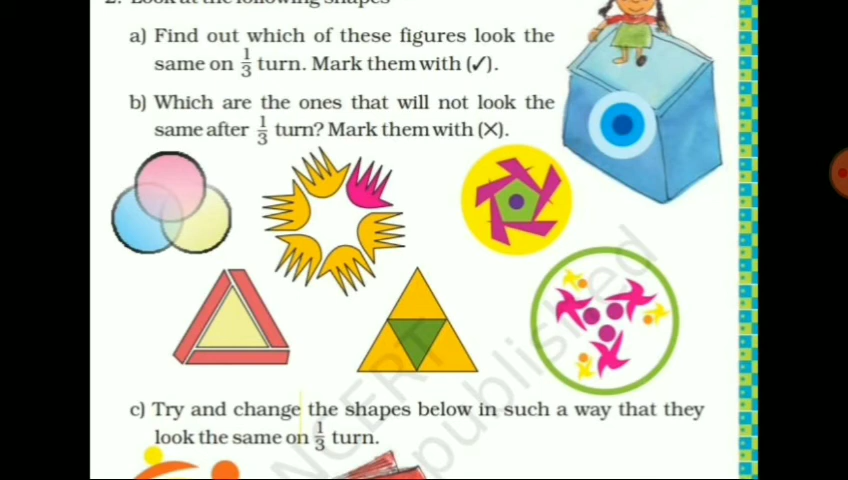 2. Look at the following shapes
a) Find out which of these figures look the
same on 1/3 turn. Mark them with (✓).
b) Which are the ones that will not look the
same after 1/3 turn? Mark them with (✕).
c) Try and change the shapes below in such a way that they
look the same on 1/3 turn.
NCERT
published